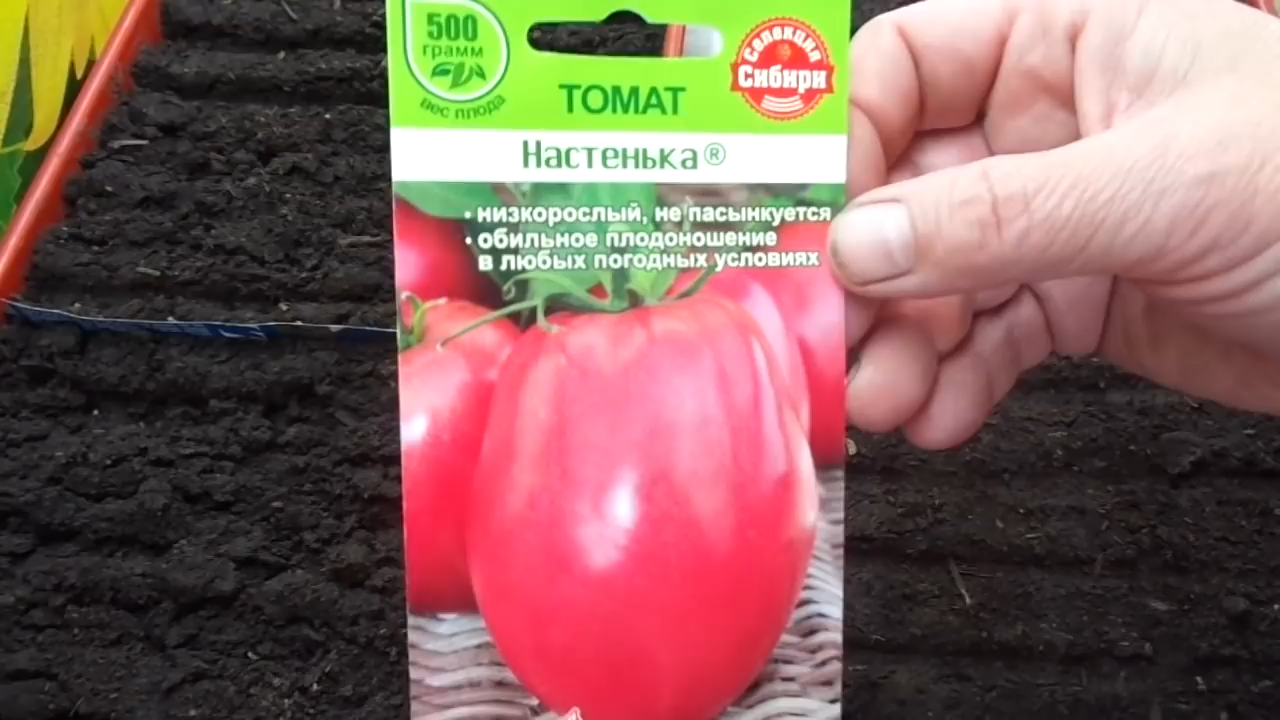 500
грамм
вес плода
ТОМАТ
Селекция
Сибири
Настенька®
· низкорослый, не пасынкуется
· обильное плодоношение
в любых погодных условиях